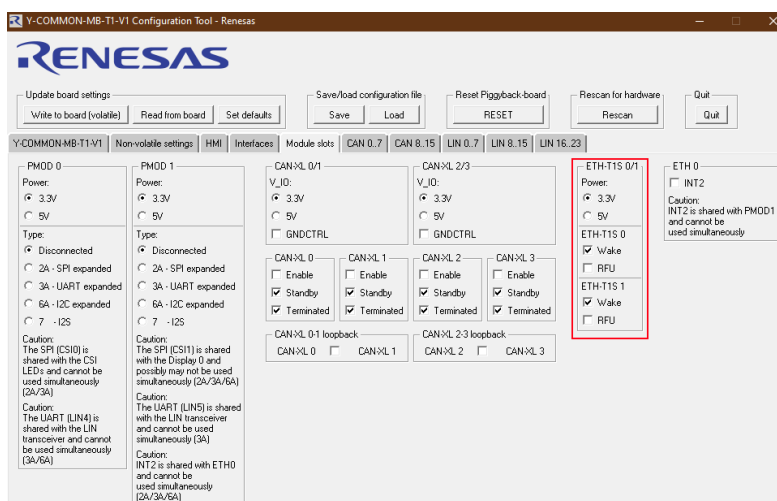 Y-COMMON-MB-T1-V1 Configuration Tool - Renesas
RENESAS
Update board settings
Write to board (volatile)
Read from board
Set defaults
Save/load configuration file
Save
Load
Reset Piggyback-board
RESET
Rescan for hardware
Rescan
Quit
Quit
Y-COMMON-MB-T1-V1
Non-volatile settings
HMI
Interfaces
Module slots
CAN 0..7
CAN 8..15
LIN 0..7
LIN 8..15
LIN 16..23
PMOD 0
Power:
3.3V
5V
Type:
Disconnected
2A - SPI expanded
3A - UART expanded
6A - I2C expanded
7 - I2S
Caution:
The SPI (CSI0) is
shared with the CSI
LEDs and cannot be
used simultaneously
(2A/3A)
Caution:
The UART (LIN4) is
shared with the LIN
transceiver and cannot
be used simultaneously
(3A/6A)
PMOD 1
Power:
3.3V
5V
Type:
Disconnected
2A - SPI expanded
3A - UART expanded
6A - I2C expanded
7 - I2S
Caution:
The SPI (CSI1) is shared
with the Display 0 and
possibly may not be used
simultaneously (2A/3A/6A)
Caution:
The UART (LIN5) is shared
with the LIN transceiver
and cannot be used
simultaneously (3A)
Caution:
INT2 is shared with ETH0
and cannot be
used simultaneously
(2A/3A/6A)
CAN-XL 0/1
V_IO:
3.3V
5V
GNDCTRL
CAN-XL 2/3
V_IO:
3.3V
5V
GNDCTRL
CAN-XL 0
Enable
Standby
Terminated
CAN-XL 1
Enable
Standby
Terminated
CAN-XL 2
Enable
Standby
Terminated
CAN-XL 3
Enable
Standby
Terminated
CAN-XL 0-1 loopback
CAN-XL 0
CAN-XL 1
CAN-XL 2-3 loopback
CAN-XL 2
CAN-XL 3
ETH-T1S 0/1
Power:
3.3V
5V
ETH-T1S 0
Wake
RFU
ETH-T1S 1
Wake
RFU
ETH 0
INT2
Caution:
INT2 is shared with PMOD1
and cannot be
used simultaneously